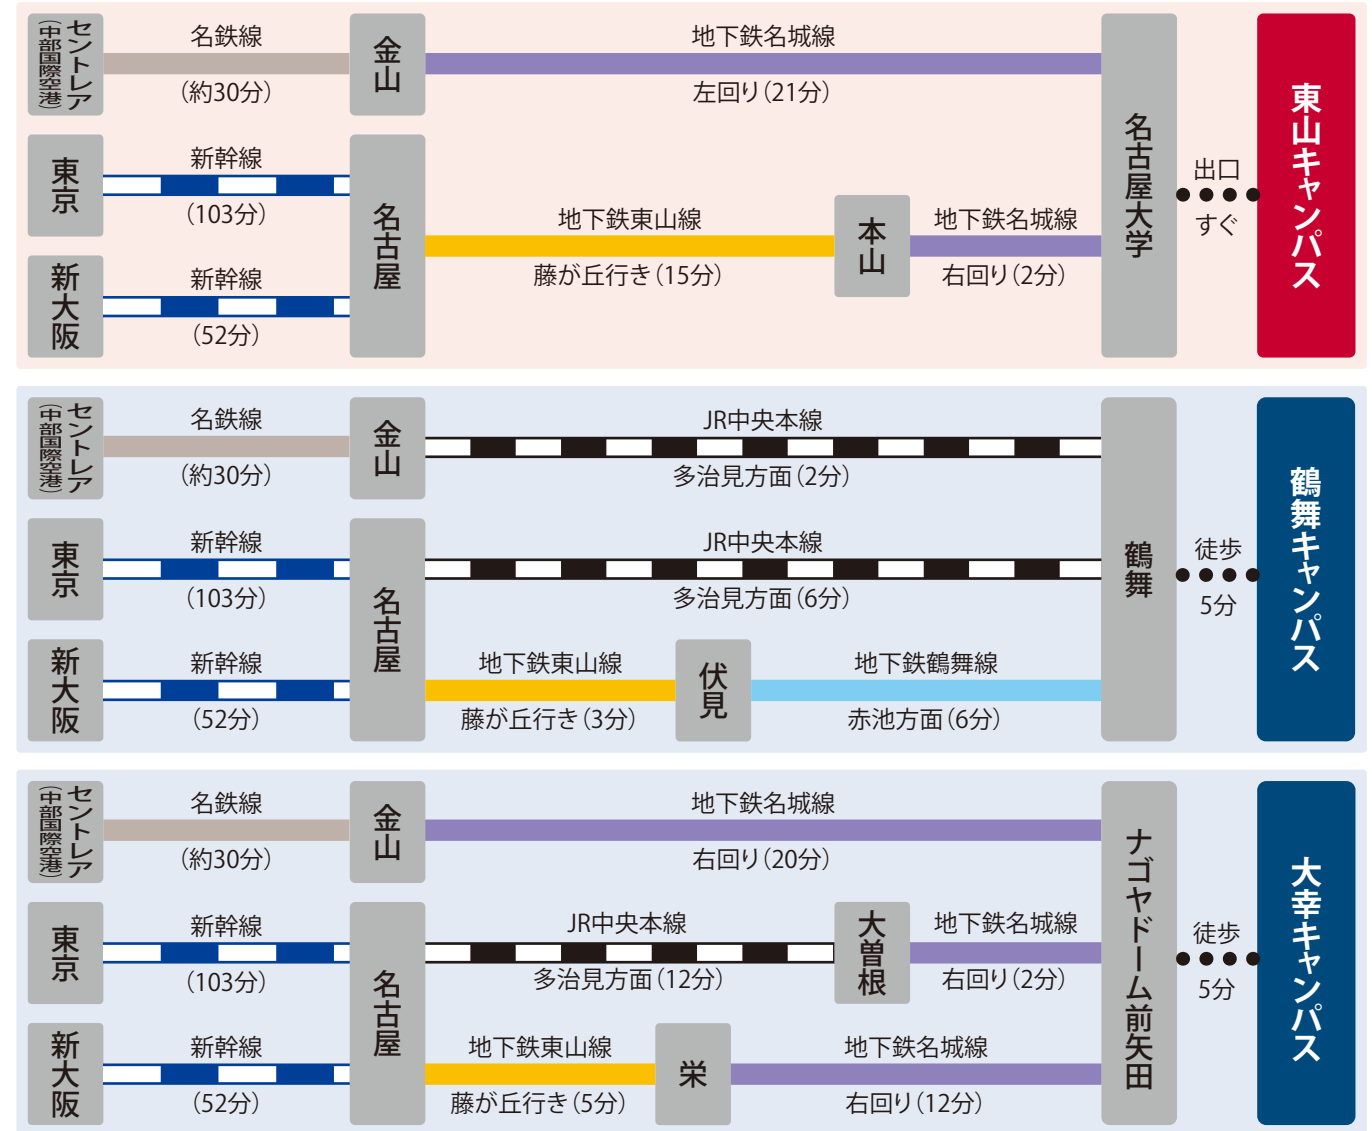 セントレア
（中部国際空港）
名鉄線
（約30分）
金山
地下鉄名城線
左回り（21分）
東京
新幹線
（103分）
新大阪
新幹線
（52分）
名古屋
地下鉄東山線
藤が丘行き（15分）
本山
地下鉄名城線
右回り（2分）
名古屋大学
出口
すぐ
東山キャンパス
セントレア
（中部国際空港）
名鉄線
（約30分）
金山
JR中央本線
多治見方面（2分）
東京
新幹線
（103分）
新大阪
新幹線
（52分）
名古屋
JR中央本線
多治見方面（6分）
地下鉄東山線
藤が丘行き（3分）
伏見
地下鉄鶴舞線
赤池方面（6分）
鶴舞
徒歩
5分
鶴舞キャンパス
セントレア
（中部国際空港）
名鉄線
（約30分）
金山
地下鉄名城線
右回り（20分）
東京
新幹線
（103分）
新大阪
新幹線
（52分）
名古屋
JR中央本線
多治見方面（12分）
大曽根
地下鉄名城線
右回り（2分）
地下鉄東山線
藤が丘行き（5分）
栄
地下鉄名城線
右回り（12分）
ナゴヤドーム前矢田
徒歩
5分
大幸キャンパス